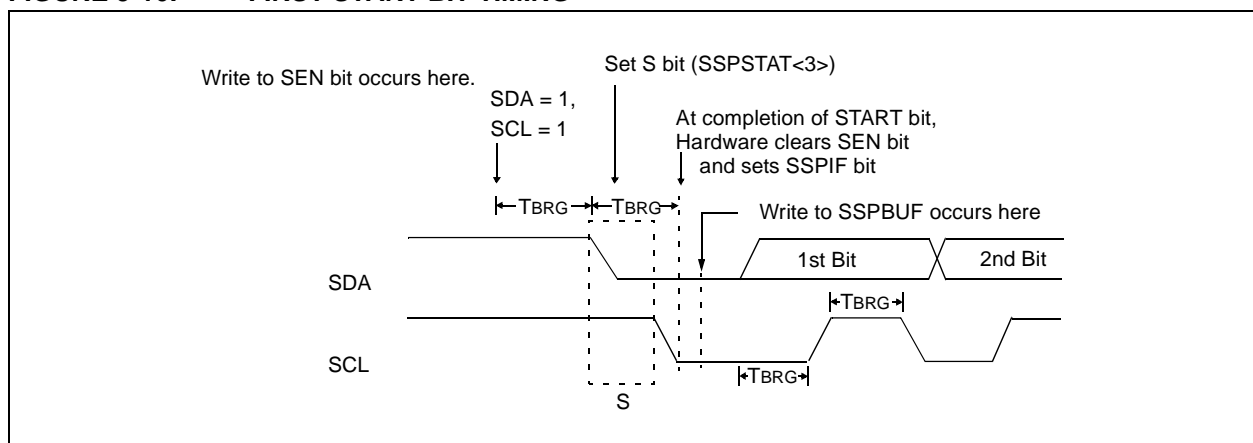 Write to SEN bit occurs here.
Set S bit (SSPSTAT<3>)
SDA = 1,
SCL = 1
At completion of START bit,
Hardware clears SEN bit
and sets SSPIF bit
TBRG TBRG
Write to SSPBUF occurs here
1st Bit 2nd Bit
SDA
TBRG
SCL
TBRG
S